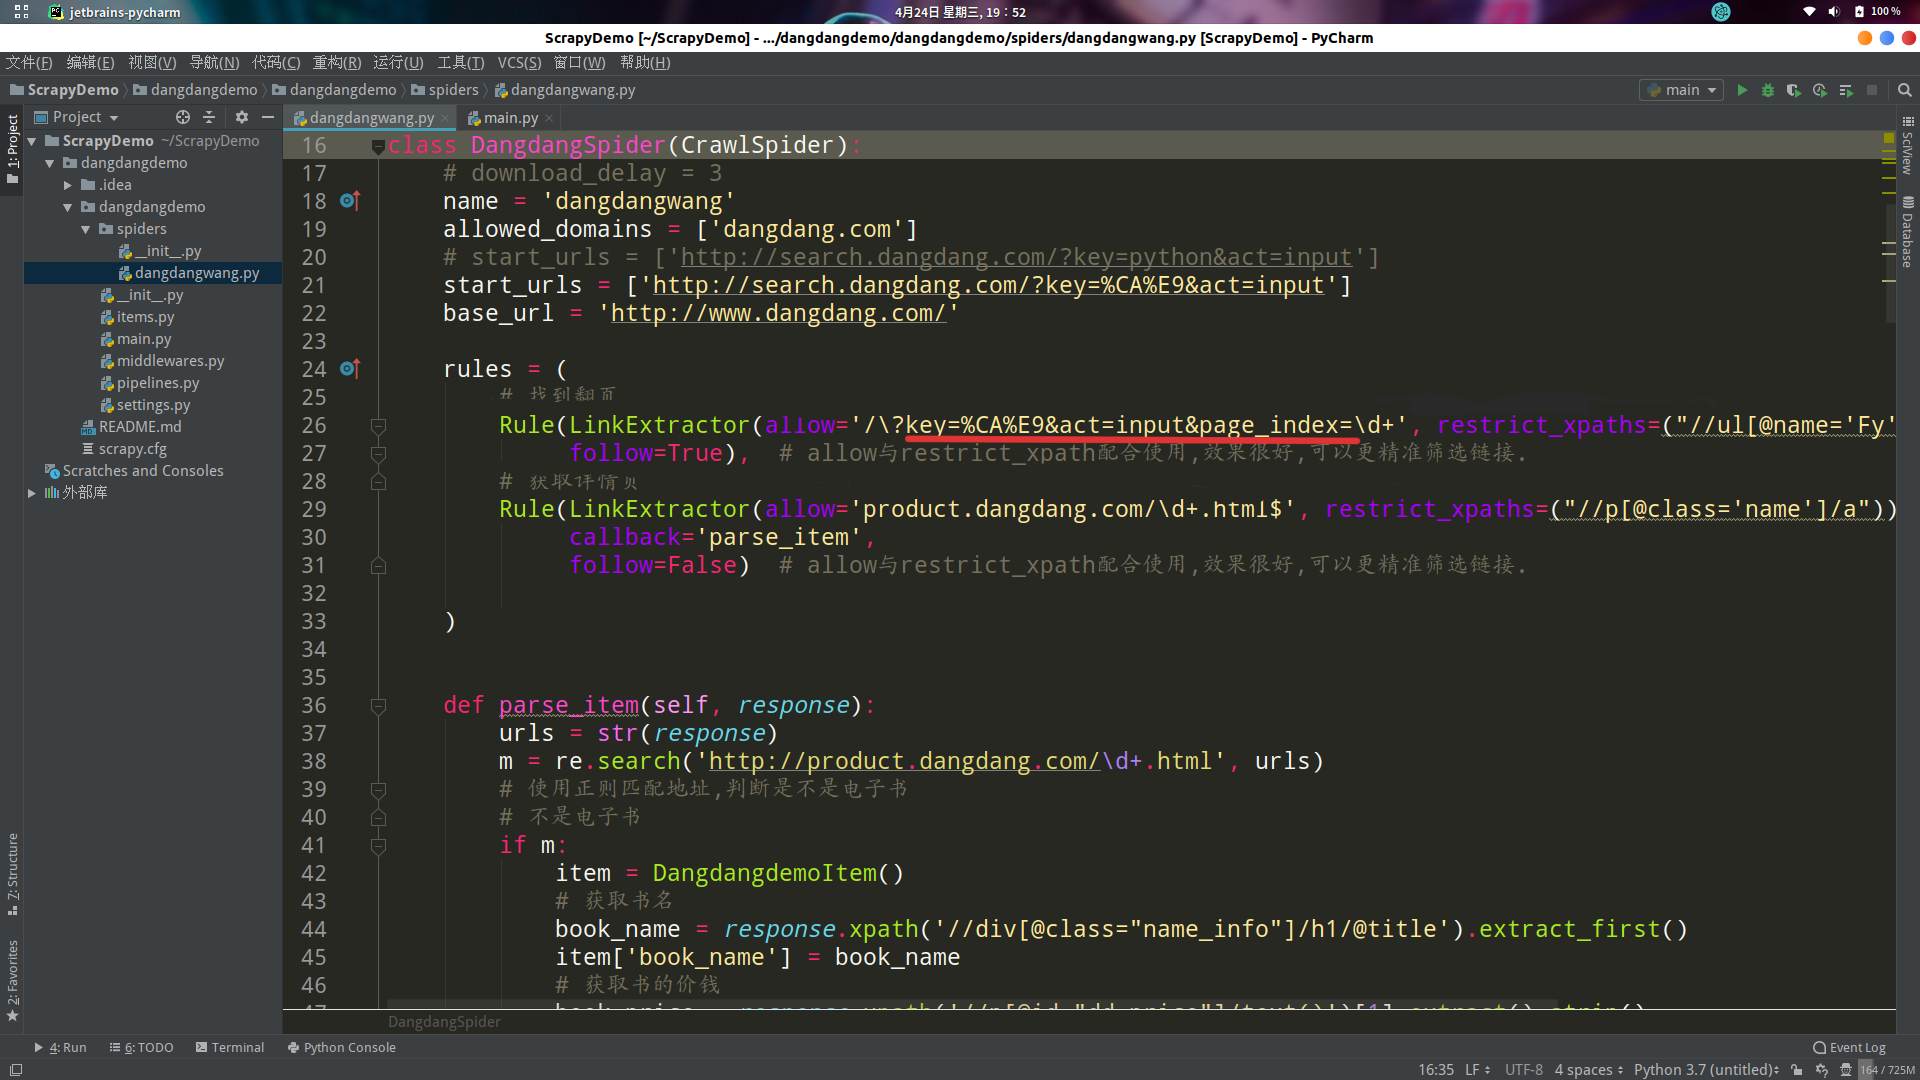 jetbrains-pycharm
4月24日 星期三, 19：52
100 %
ScrapyDemo [~/ScrapyDemo] - .../dangdangdemo/dangdangdemo/spiders/dangdangwang.py [ScrapyDemo] - PyCharm
文件(F) 编辑(E) 视图(V) 导航(N) 代码(C) 重构(R) 运行(U) 工具(T) VCS(S) 窗口(W) 帮助(H)
ScrapyDemo dangdangdemo dangdangdemo spiders dangdangwang.py
main
Project
dangdangwang.py
main.py
1: Project
ScrapyDemo ~/ScrapyDemo
dangdangdemo
.idea
dangdangdemo
spiders
__init__.py
dangdangwang.py
__init__.py
items.py
main.py
middlewares.py
pipelines.py
settings.py
README.md
scrapy.cfg
Scratches and Consoles
外部库
7: Structure
2: Favorites
16 class DangdangSpider(CrawlSpider):
17 # download_delay = 3
18 name = 'dangdangwang'
19 allowed_domains = ['dangdang.com']
20 # start_urls = ['http://search.dangdang.com/?key=python&act=input']
21 start_urls = ['http://search.dangdang.com/?key=%CA%E9&act=input']
22 base_url = 'http://www.dangdang.com/'
23
24 rules = (
25 # 找到翻页
26 Rule(LinkExtractor(allow='/\?key=%CA%E9&act=input&page_index=\d+', restrict_xpaths=("//ul[@name='Fy'
27 follow=True), # allow与restrict_xpath配合使用,效果很好,可以更精准筛选链接.
28 # 获取详情页
29 Rule(LinkExtractor(allow='product.dangdang.com/\d+.html$', restrict_xpaths=("//p[@class='name']/a"))
30 callback='parse_item',
31 follow=False) # allow与restrict_xpath配合使用,效果很好,可以更精准筛选链接.
32
33 )
34
35
36 def parse_item(self, response):
37 urls = str(response)
38 m = re.search('http://product.dangdang.com/\d+.html', urls)
39 # 使用正则匹配地址,判断是不是电子书
40 # 不是电子书
41 if m:
42 item = DangdangdemoItem()
43 # 获取书名
44 book_name = response.xpath('//div[@class="name_info"]/h1/@title').extract_first()
45 item['book_name'] = book_name
46 # 获取书的价钱
47 book_price = response.xpath('//p[@id="dd-price"]/text()')[1].extract().strip()
DangdangSpider
SciView
Database
4: Run 6: TODO Terminal Python Console
Event Log
16:35 LF UTF-8 4 spaces Python 3.7 (untitled) 164 / 725M